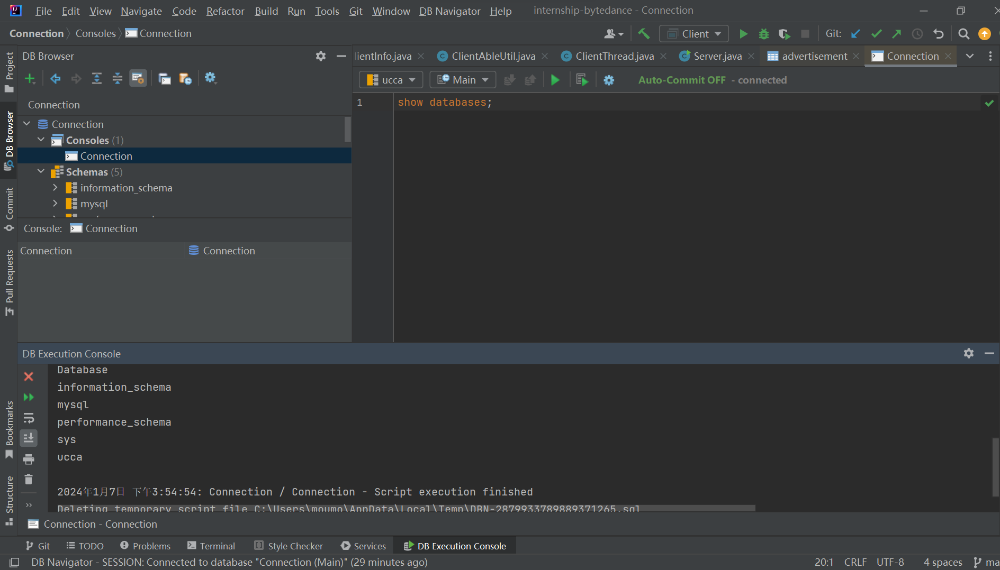 File Edit View Navigate Code Refactor Build Run Tools Git Window DB Navigator Help internship-bytedance - Connection
Connection Consoles Connection Client Git:
DB Browser
lientInfo.java ClientAbleUtil.java ClientThread.java Server.java advertisement Connection
ucca Main Auto-Commit OFF - connected
Connection
1 show databases;
Connection
Consoles (1)
Connection
Schemas (5)
information_schema
mysql
Console: Connection
Connection Connection
Project
DB Browser
Commit
Pull Requests
Bookmarks
Structure
DB Execution Console
Database
information_schema
mysql
performance_schema
sys
ucca
2024年1月7日 下午3:54:54: Connection / Connection - Script execution finished
Deleting temporary script file C:\Users\moumo\AppData\Local\Temp\DBN-2879933789889371265.sql
Connection - Connection
Git TODO Problems Terminal Style Checker Services DB Execution Console
DB Navigator - SESSION: Connected to database "Connection (Main)" (29 minutes ago) 20:1 CRLF UTF-8 4 spaces ma